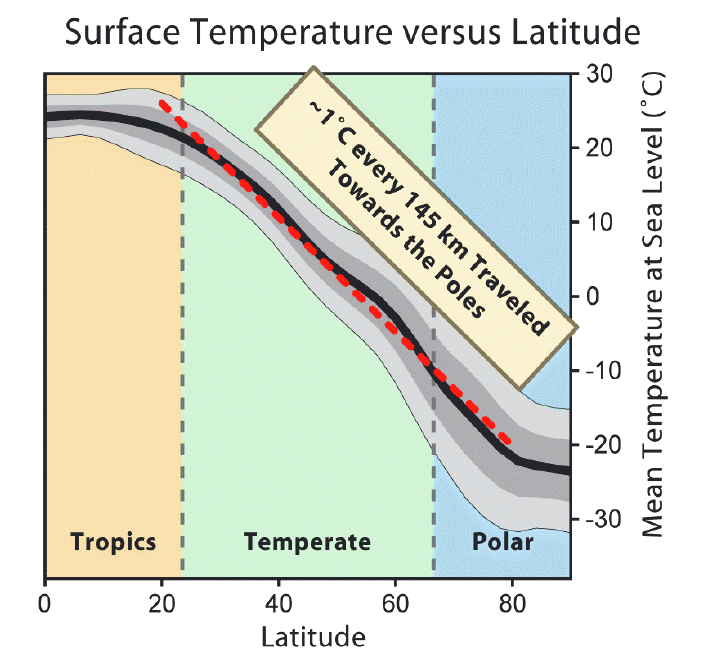 Surface Temperature versus Latitude
~1˚C every 145 km Traveled
Towards the Poles
30
20
10
0
-10
-20
-30
Mean Temperature at Sea Level (˚C)
Tropics
Temperate
Polar
0
20
40
60
80
Latitude